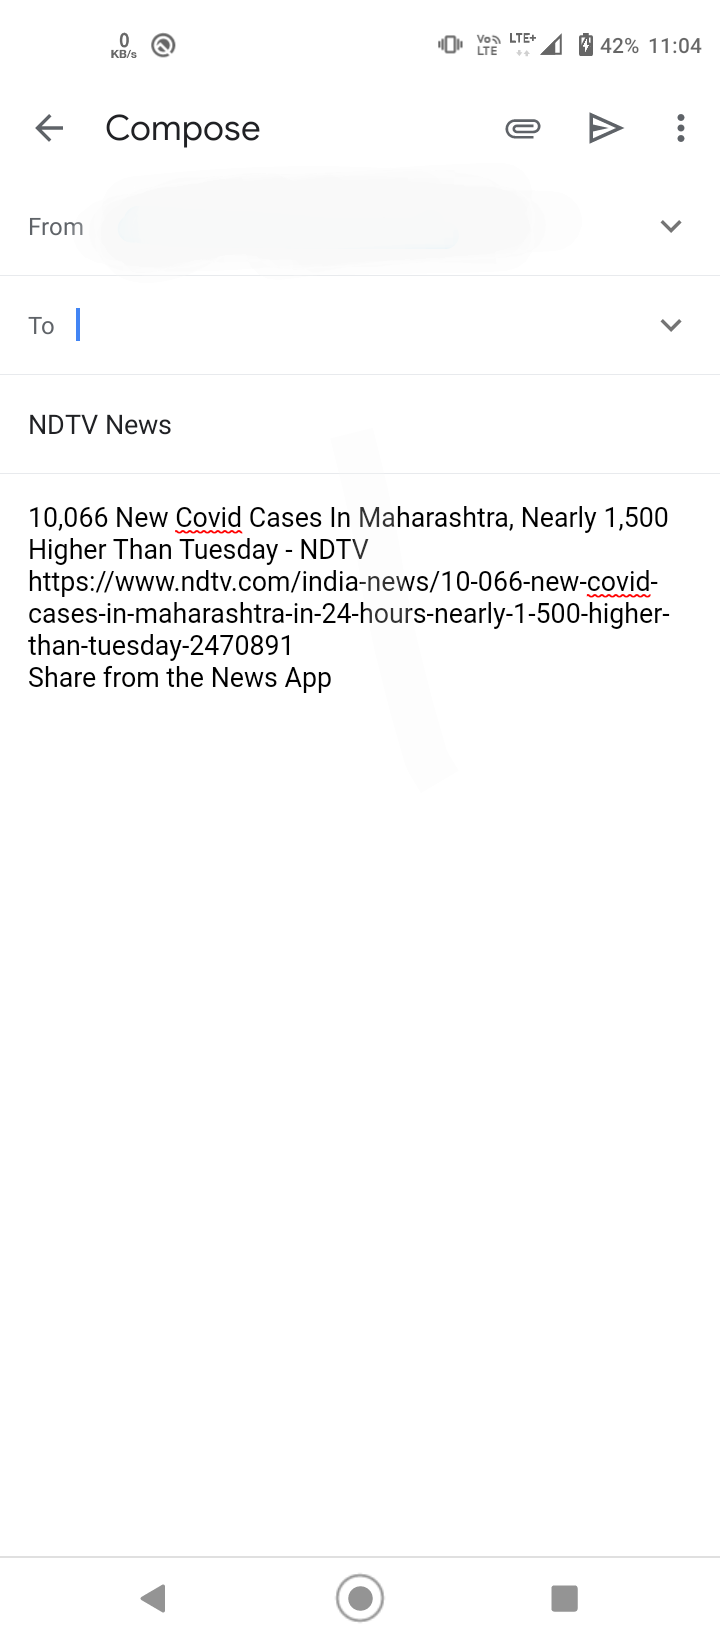 0 KB/s Vo LTE LTE+ 42% 11:04
Compose
From
To
NDTV News
10,066 New Covid Cases In Maharashtra, Nearly 1,500
Higher Than Tuesday - NDTV
https://www.ndtv.com/india-news/10-066-new-covid-
cases-in-maharashtra-in-24-hours-nearly-1-500-higher-
than-tuesday-2470891
Share from the News App